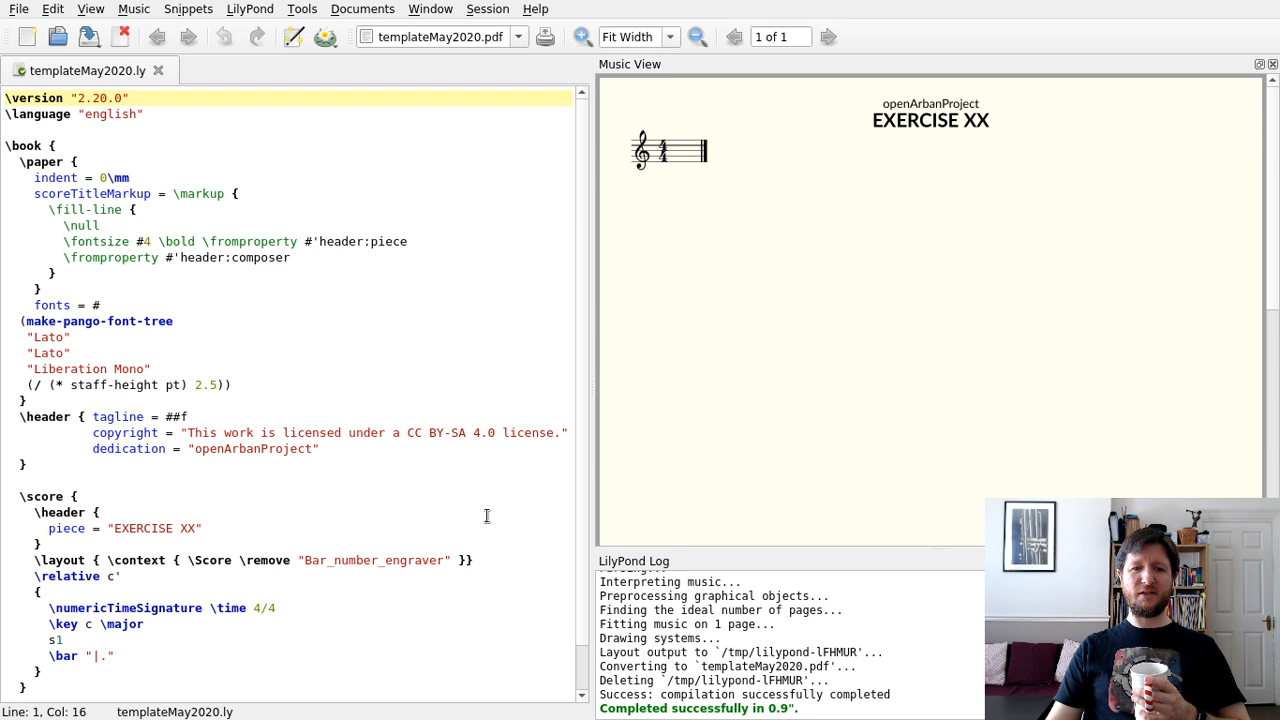 File Edit View Music Snippets LilyPond Tools Documents Window Session Help
templateMay2020.pdf Fit Width 1 of 1
templateMay2020.ly
Music View
\version "2.20.0"
\language "english"
\book {
\paper {
indent = 0\mm
scoreTitleMarkup = \markup {
\fill-line {
\null
\fontsize #4 \bold \fromproperty #'header:piece
\fromproperty #'header:composer
}
}
fonts = #
(make-pango-font-tree
"Lato"
"Lato"
"Liberation Mono"
(/ (* staff-height pt) 2.5))
}
\header { tagline = ##f
copyright = "This work is licensed under a CC BY-SA 4.0 license."
dedication = "openArbanProject"
}
\score {
\header {
piece = "EXERCISE XX"
}
\layout { \context { \Score \remove "Bar_number_engraver" }}
\relative c'
{
\numericTimeSignature \time 4/4
\key c \major
s1
\bar "|."
}
}
Line: 1, Col: 16 templateMay2020.ly
openArbanProject
EXERCISE XX
4
4
LilyPond Log
Interpreting music...
Preprocessing graphical objects...
Finding the ideal number of pages...
Fitting music on 1 page...
Drawing systems...
Layout output to `/tmp/lilypond-lFHMUR'...
Converting to `templateMay2020.pdf'...
Deleting `/tmp/lilypond-lFHMUR'...
Success: compilation successfully completed
Completed successfully in 0.9".